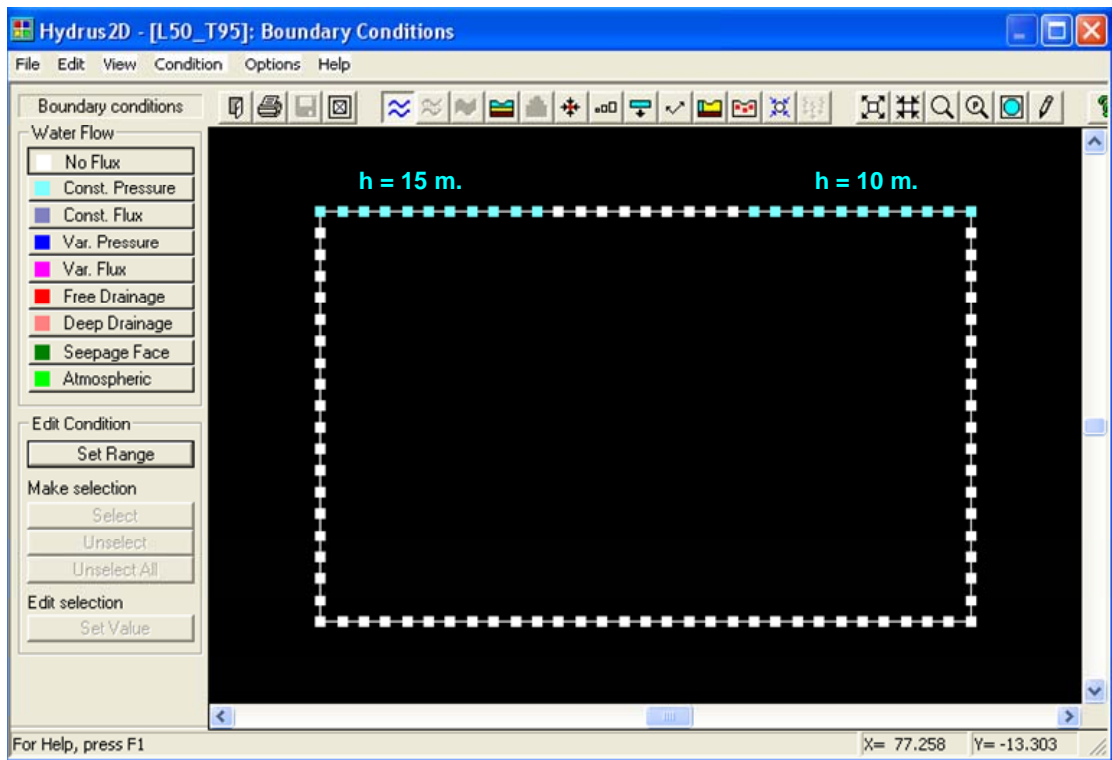 Hydrus2D - [L50_T95]: Boundary Conditions
File Edit View Condition Options Help
Boundary conditions
Water Flow
No Flux
Const. Pressure
Const. Flux
Var. Pressure
Var. Flux
Free Drainage
Deep Drainage
Seepage Face
Atmospheric
Edit Condition
Set Range
Make selection
Select
Unselect
Unselect All
Edit selection
Set Value
h = 15 m. h = 10 m.
For Help, press F1 X= 77.258 Y= -13.303